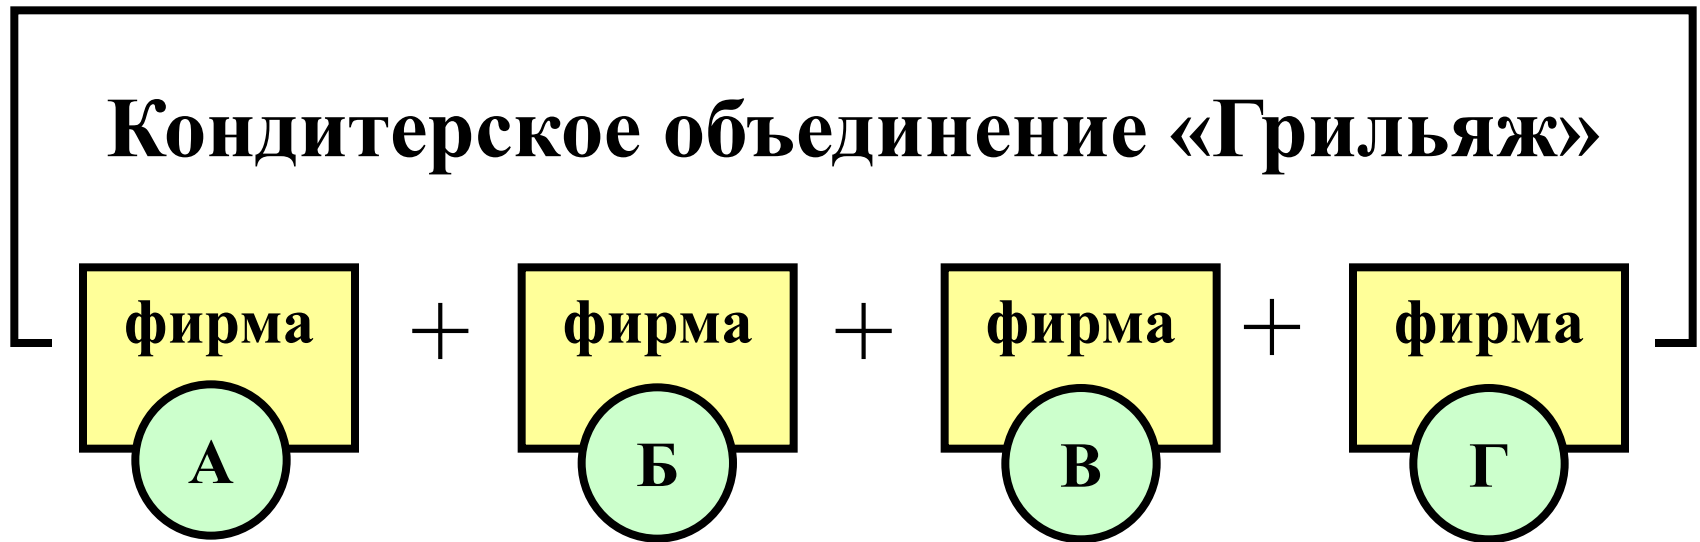 Кондитерское объединение «Грильяж»
фирма + фирма + фирма + фирма
А Б В Г